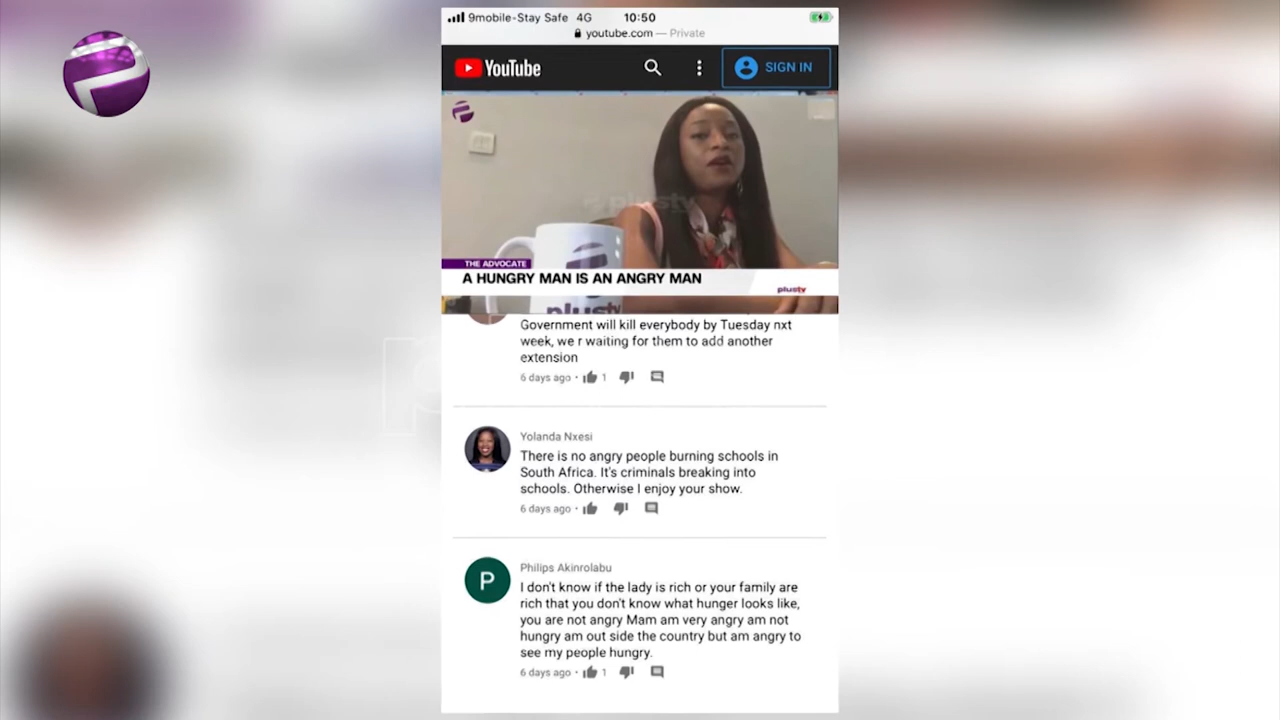 9mobile-Stay Safe 4G 10:50
youtube.com — Private
YouTube SIGN IN
plustv
THE ADVOCATE
A HUNGRY MAN IS AN ANGRY MAN
plustv
plustv
Government will kill everybody by Tuesday nxt
week, we r waiting for them to add another
extension
6 days ago · 1
Yolanda Nxesi
There is no angry people burning schools in
South Africa. It's criminals breaking into
schools. Otherwise I enjoy your show.
6 days ago ·
P
Philips Akinrolabu
I don't know if the lady is rich or your family are
rich that you don't know what hunger looks like,
you are not angry Mam am very angry am not
hungry am out side the country but am angry to
see my people hungry.
6 days ago · 1